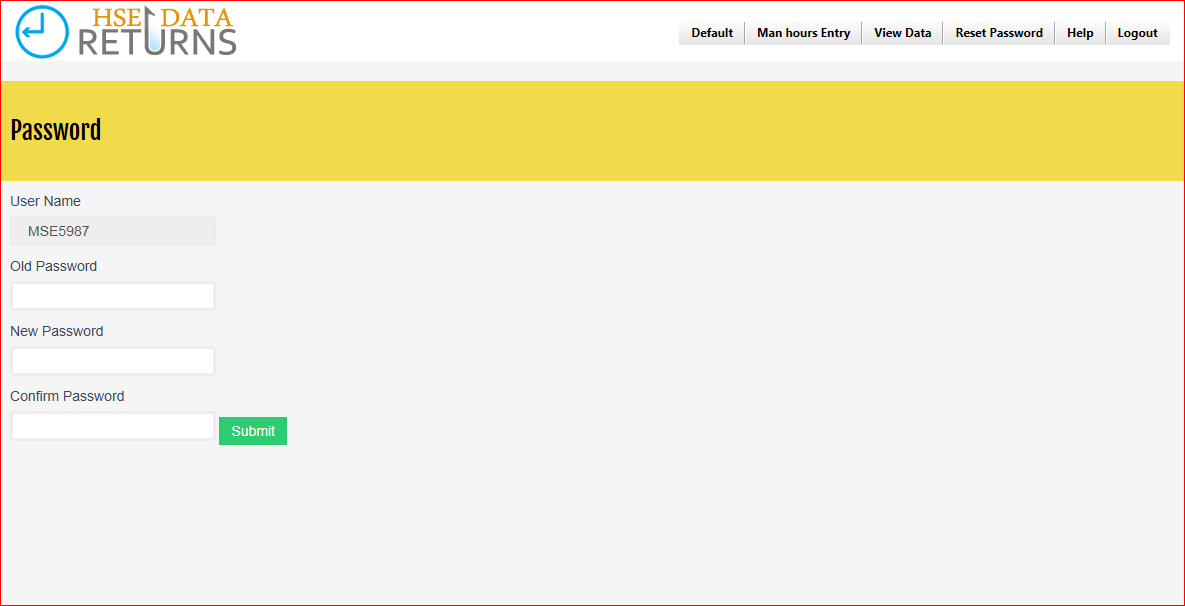 HSE DATA
RETURNS
Default Man hours Entry View Data Reset Password Help Logout
Password
User Name
MSE5987
Old Password
New Password
Confirm Password
Submit